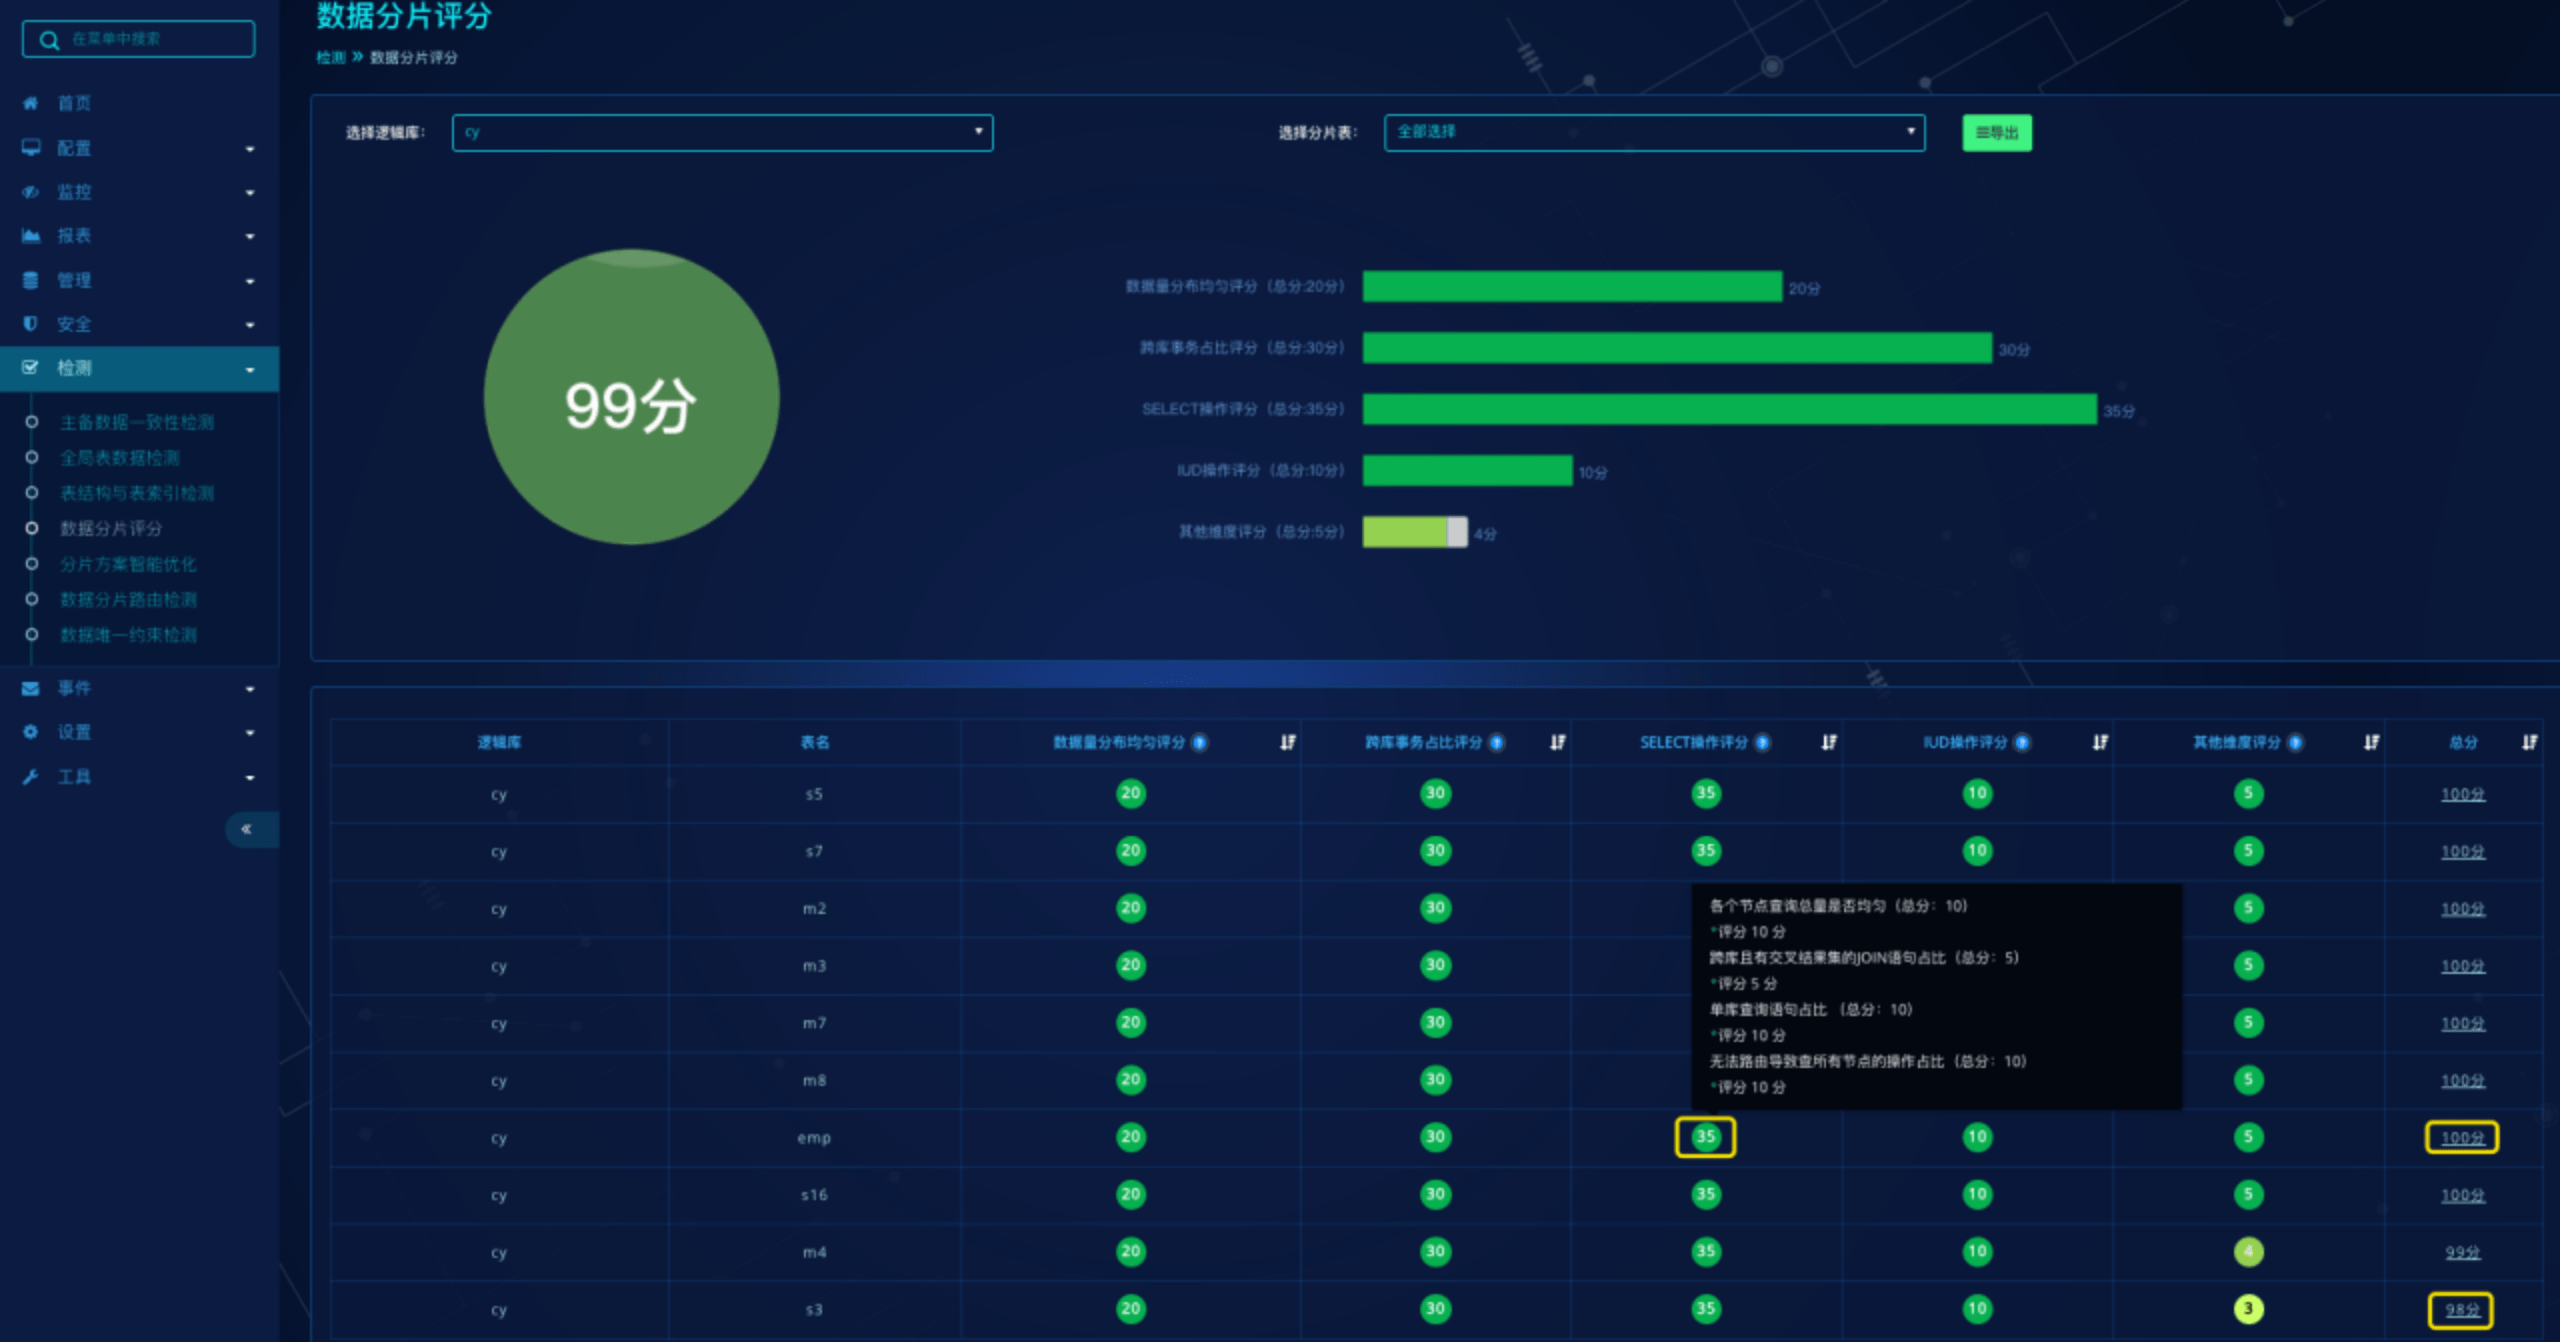 数据分片评分
检测 » 数据分片评分
在菜单中搜索
首页
配置
监控
报表
管理
安全
检测
主备数据一致性检测
全局表数据检测
表结构与表索引检测
数据分片评分
分片方案智能优化
数据分片路由检测
数据唯一约束检测
事件
设置
工具
«
选择逻辑库: cy 选择分片表: 全部选择 导出
99分
数据量分布均匀评分（总分:20分） 20分
跨库事务占比评分（总分:30分） 30分
SELECT操作评分（总分:35分） 35分
IUD操作评分（总分:10分） 10分
其他维度评分（总分:5分） 4分
逻辑库 表名 数据量分布均匀评分 ? 跨库事务占比评分 ? SELECT操作评分 ? IUD操作评分 ? 其他维度评分 ? 总分
cy s5 20 30 35 10 5 100分
cy s7 20 30 35 10 5 100分
cy m2 20 30 5 100分
cy m3 20 30 5 100分
cy m7 20 30 5 100分
cy m8 20 30 5 100分
各个节点查询总量是否均匀（总分：10）
*评分 10 分
跨库且有交叉结果集的JOIN语句占比（总分：5）
*评分 5 分
单库查询语句占比 （总分：10）
*评分 10 分
无法路由导致查所有节点的操作占比（总分：10）
*评分 10 分
cy emp 20 30 35 10 5 100分
cy s16 20 30 35 10 5 100分
cy m4 20 30 35 10 4 99分
cy s3 20 30 35 10 3 98分